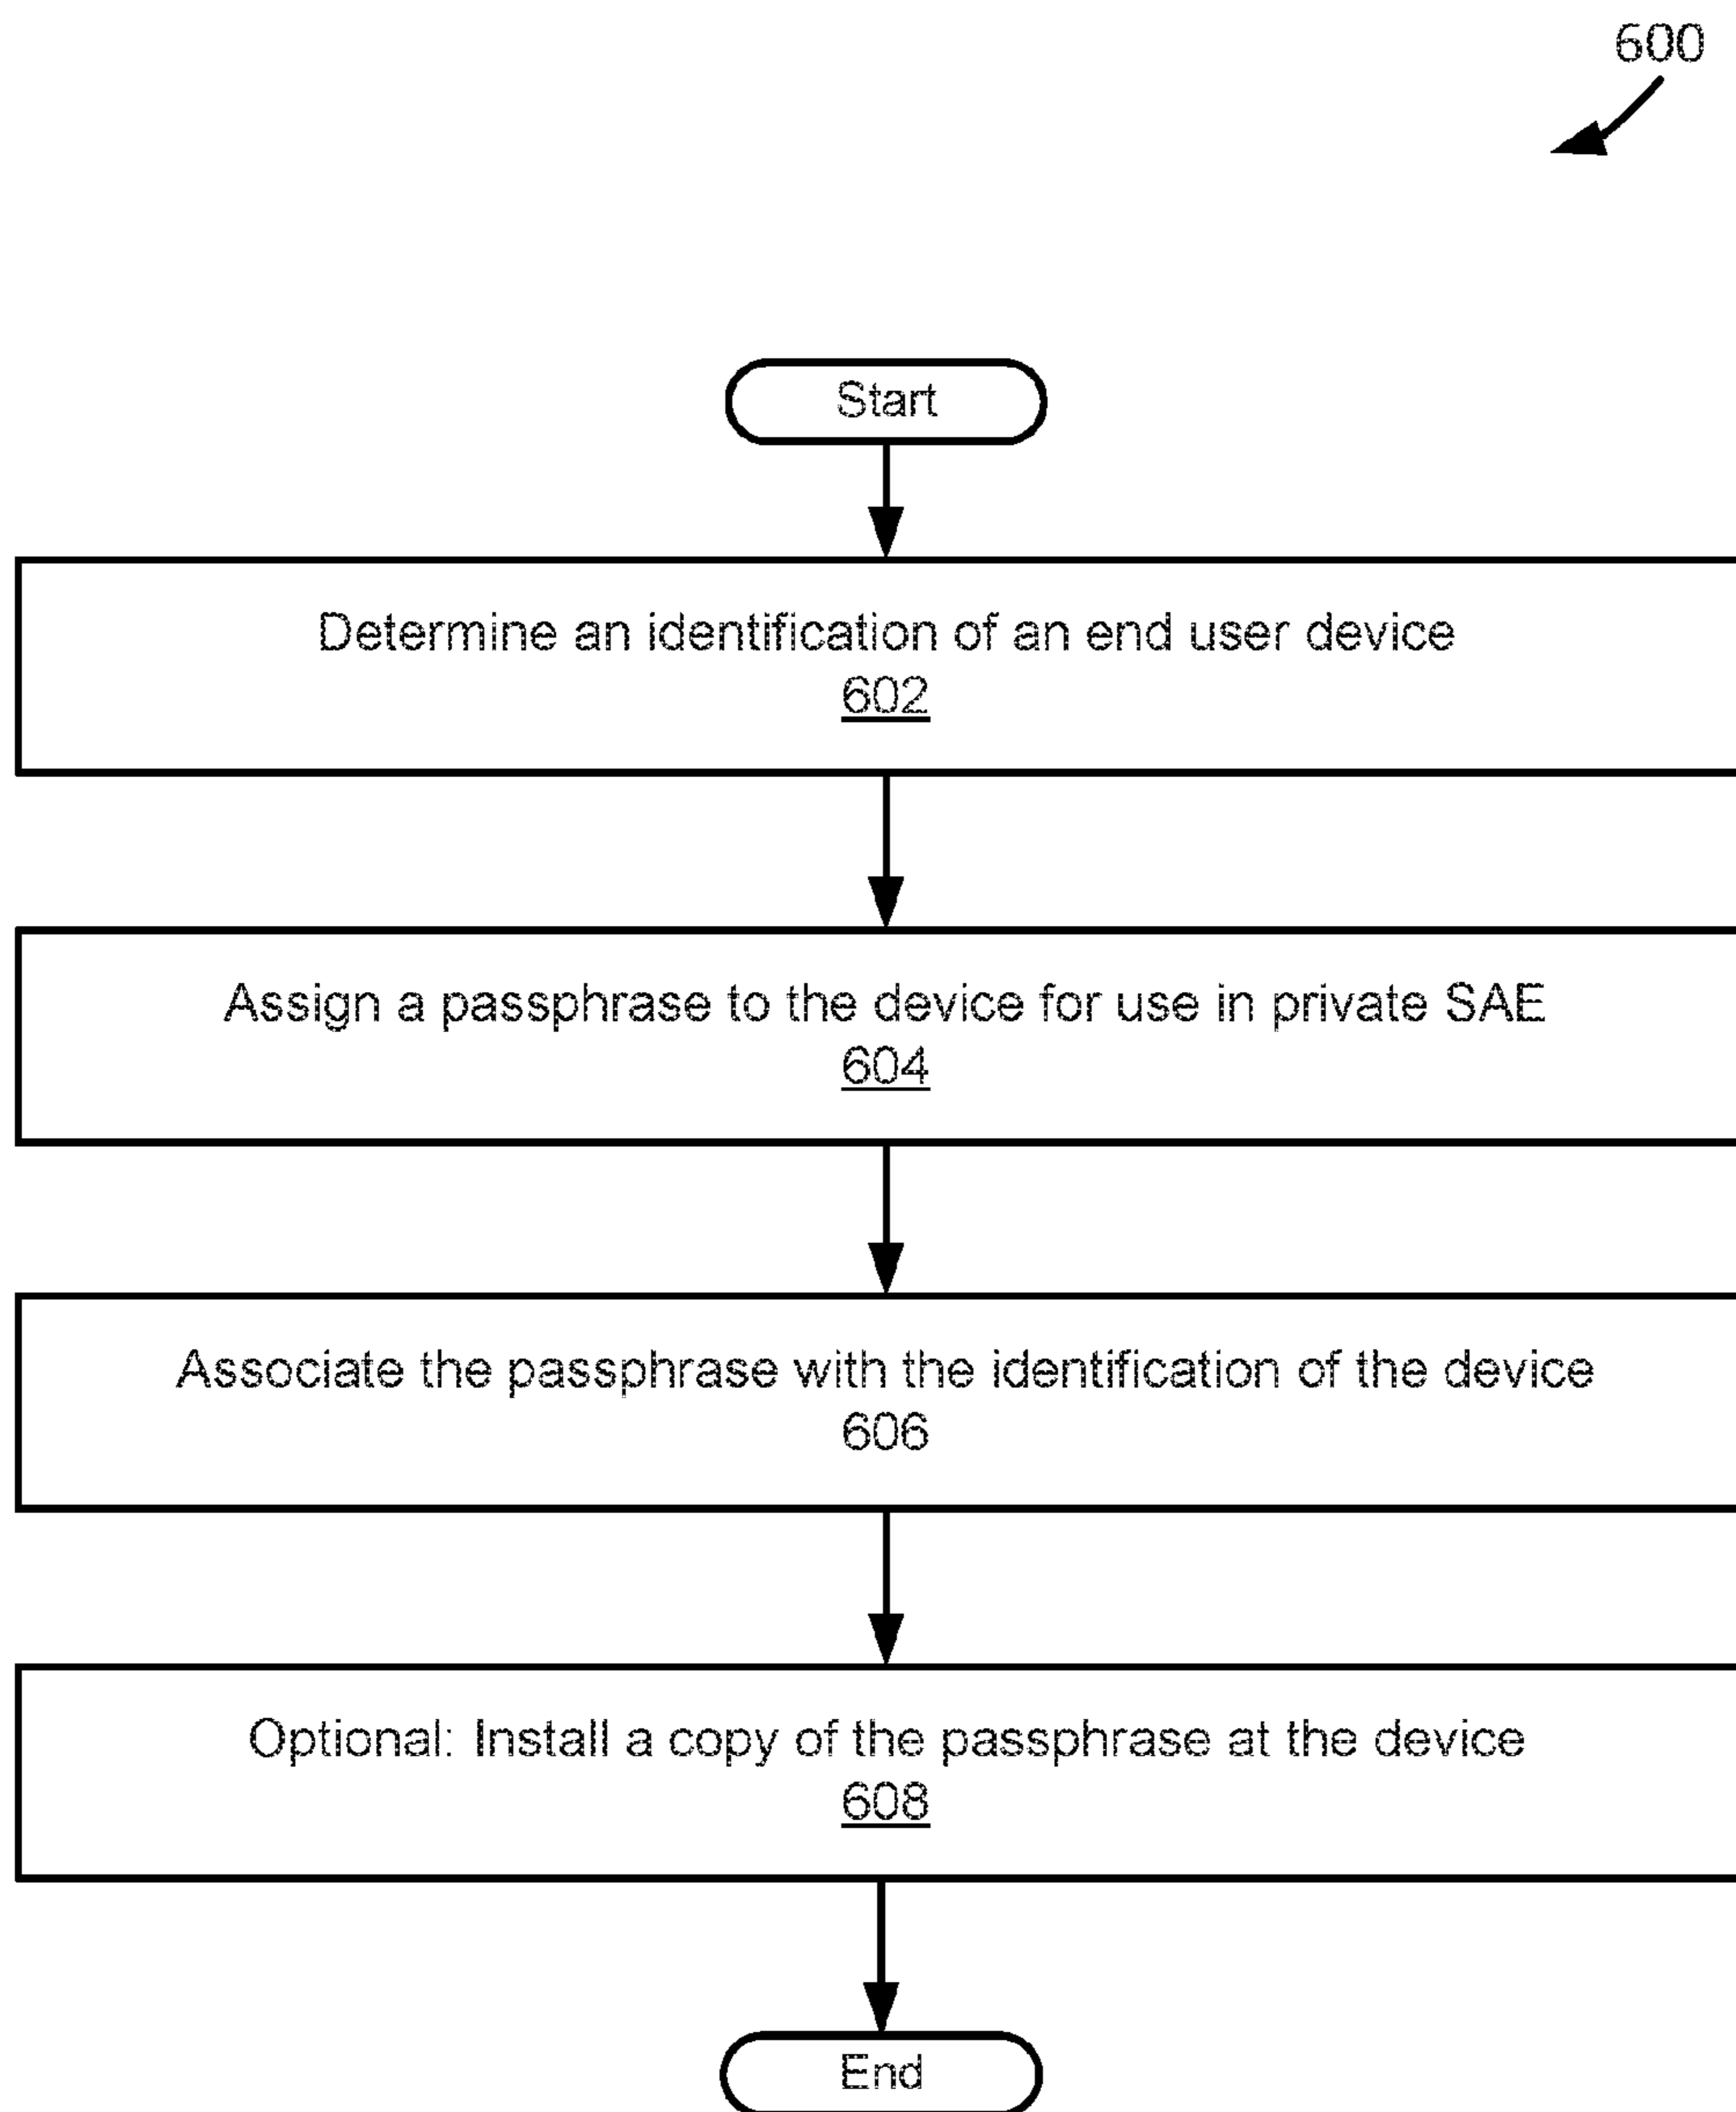 600
Start
Determine an identification of an end user device
602
Assign a passphrase to the device for use in private SAE
604
Associate the passphrase with the identification of the device
606
Optional: Install a copy of the passphrase at the device
608
End